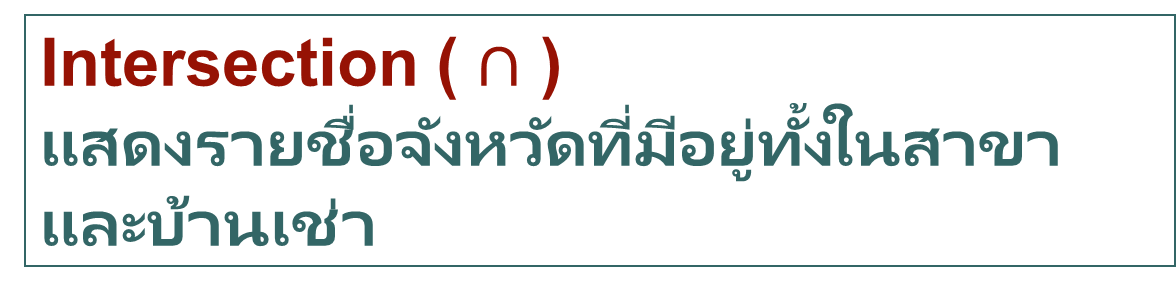 Intersection ( ∩ )
แสดงรายชื่อจังหวัดที่มีอยู่ทั้งในสาขา
และบ้านเช่า